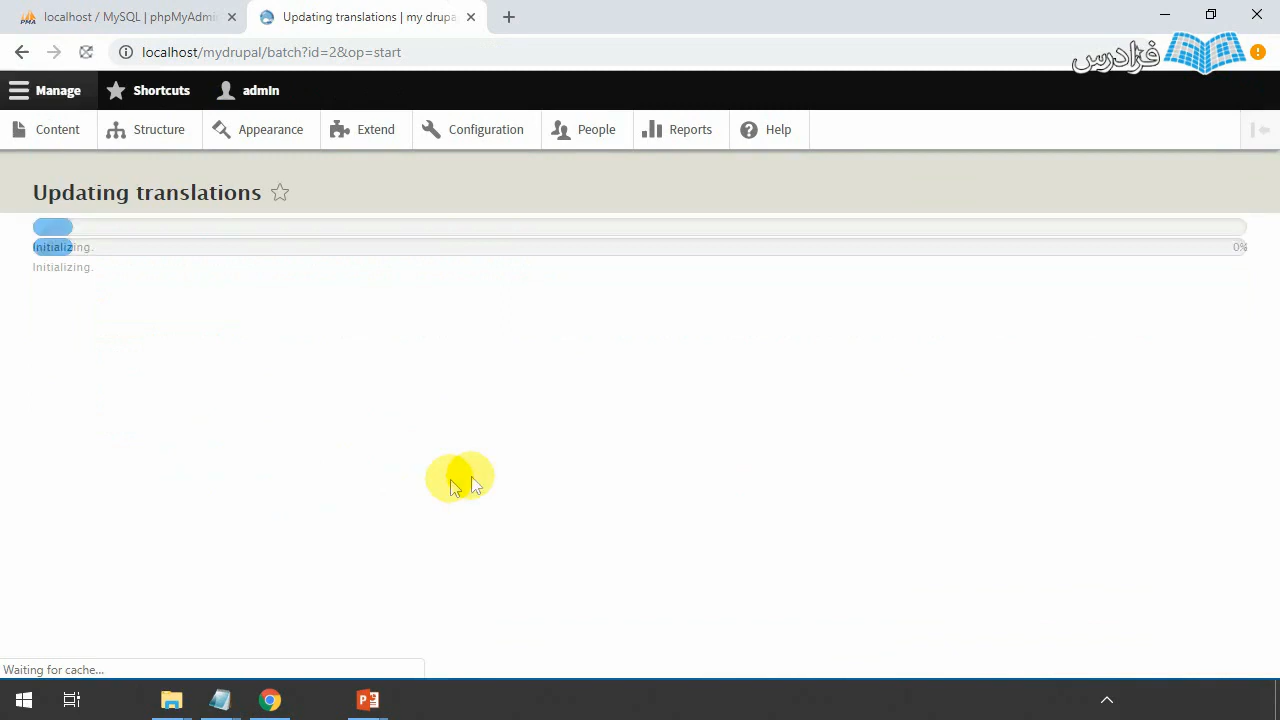 localhost / MySQL | phpMyAdmin
Updating translations | my drupa
localhost/mydrupal/batch?id=2&op=start
فرادرس
Manage
Shortcuts
admin
Content
Structure
Appearance
Extend
Configuration
People
Reports
Help
Updating translations
Initializing.
0%
Initializing.
Waiting for cache...